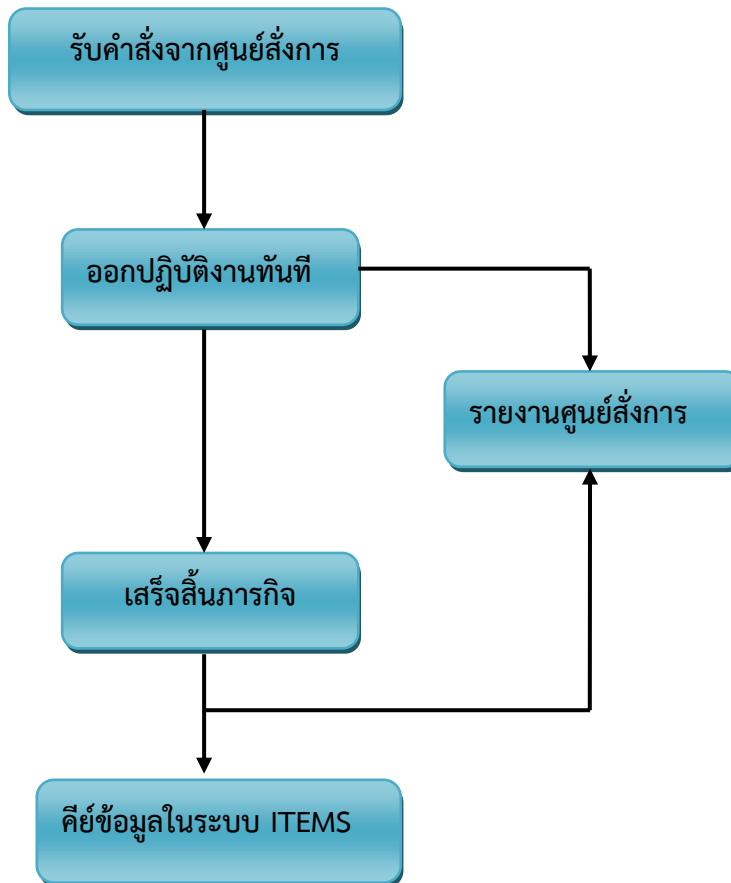 รับคำสั่งจากศูนย์สั่งการ
ออกปฏิบัติงานทันที
รายงานศูนย์สั่งการ
เสร็จสิ้นภารกิจ
คีย์ข้อมูลในระบบ ITEMS